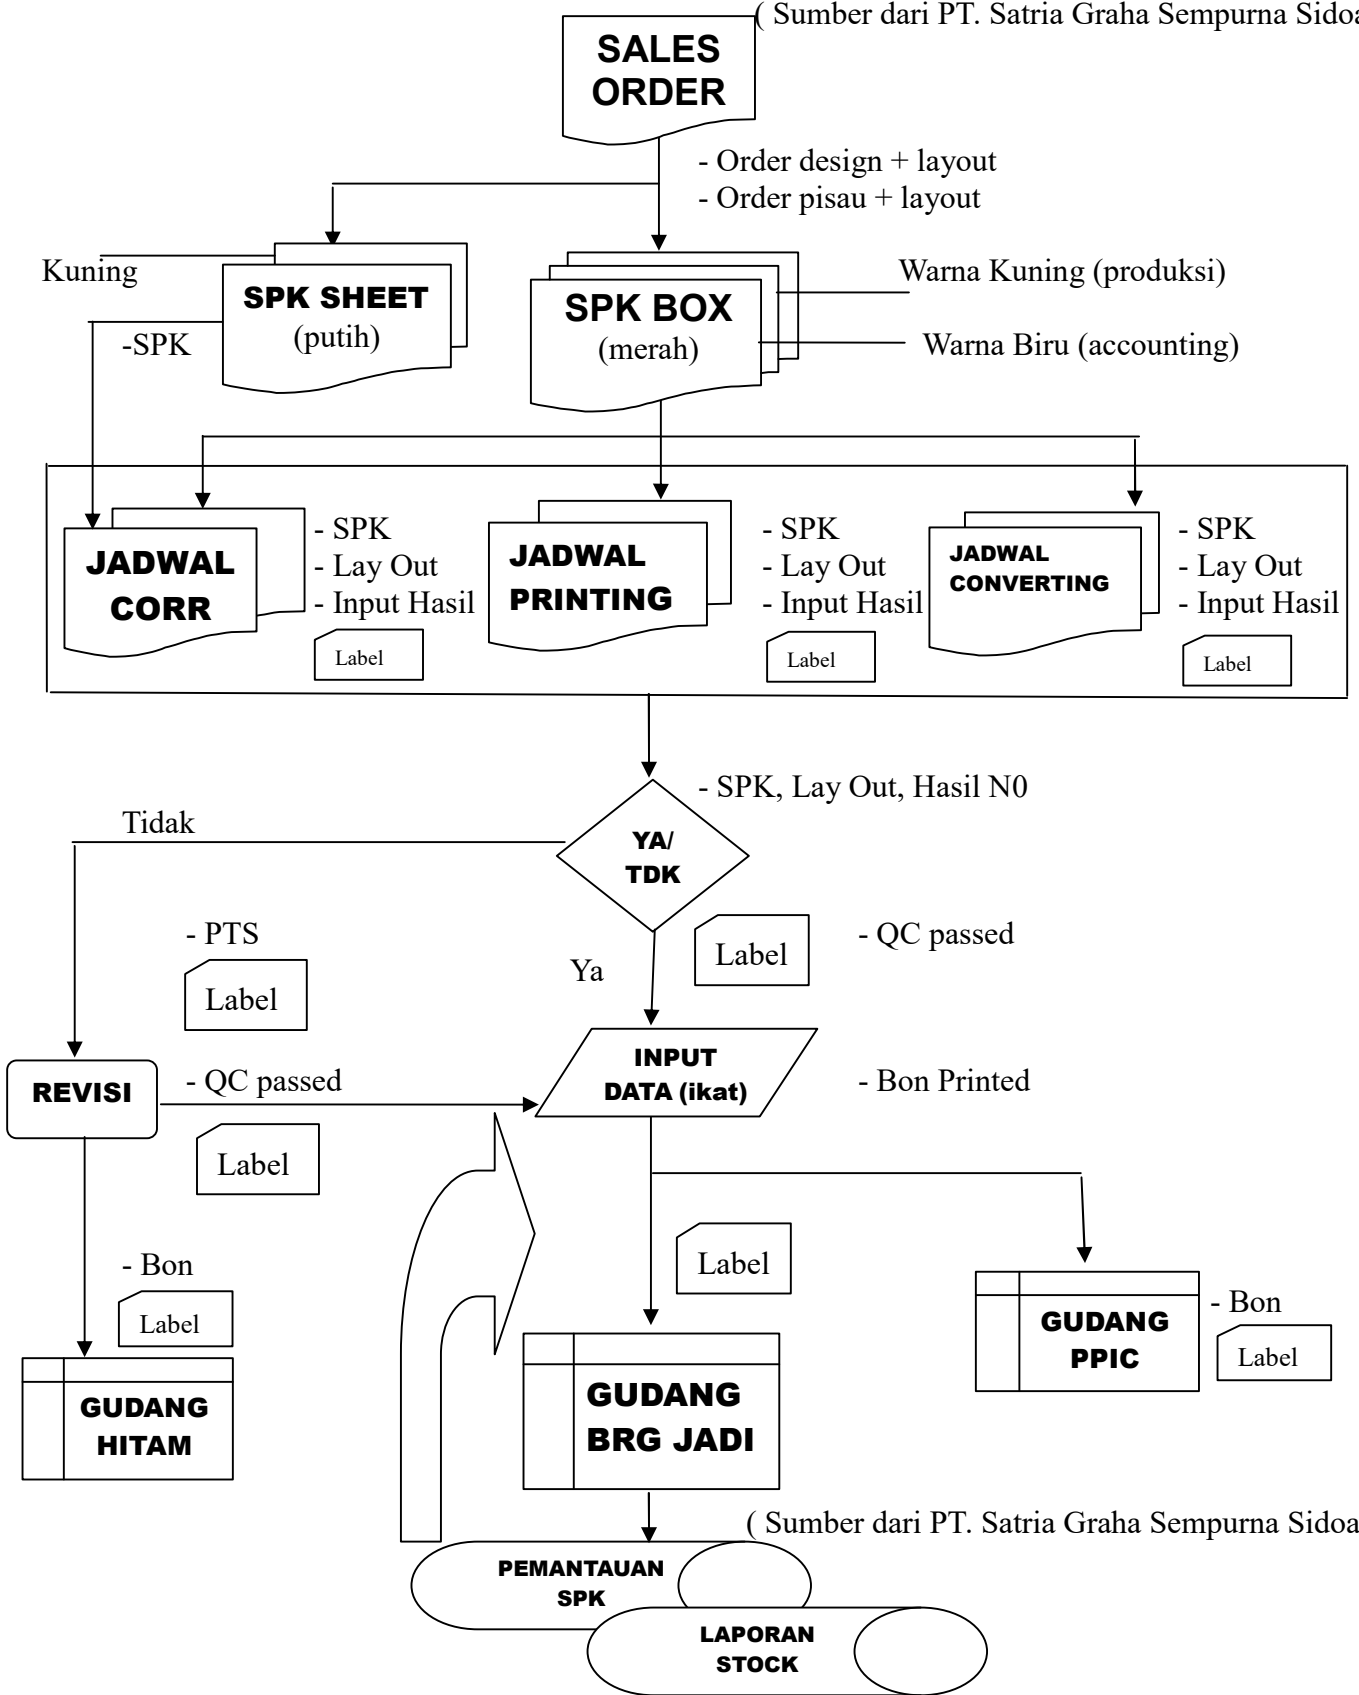 ( Sumber dari PT. Satria Graha Sempurna Sidoa
SALES
ORDER
- Order design + layout
- Order pisau + layout
Kuning
SPK SHEET
(putih)
-SPK
SPK BOX
(merah)
Warna Kuning (produksi)
Warna Biru (accounting)
JADWAL
CORR
- SPK
- Lay Out
- Input Hasil
Label
JADWAL
PRINTING
- SPK
- Lay Out
- Input Hasil
Label
JADWAL
CONVERTING
- SPK
- Lay Out
- Input Hasil
Label
- SPK, Lay Out, Hasil N0
Tidak
YA/
TDK
- PTS
Label
Ya
Label
- QC passed
REVISI
- QC passed
Label
INPUT
DATA (ikat)
- Bon Printed
- Bon
Label
Label
GUDANG
HITAM
GUDANG
BRG JADI
GUDANG
PPIC
- Bon
Label
( Sumber dari PT. Satria Graha Sempurna Sidoa
PEMANTAUAN
SPK
LAPORAN
STOCK